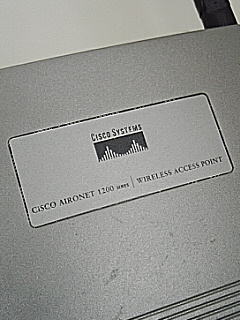 CISCO SYSTEMS
CISCO AIRONET 1200 SERIES | WIRELESS ACCESS POINT